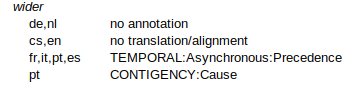 wider
de,nl no annotation
cs,en no translation/alignment
fr,it,pt,es TEMPORAL:Asynchronous:Precedence
pt CONTINGENCY:Cause